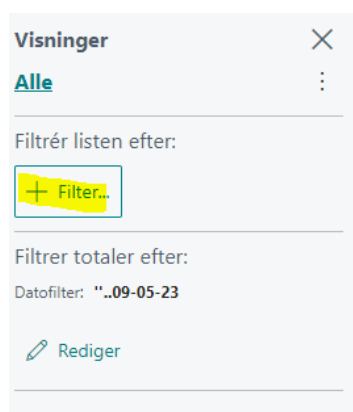 Visninger
Alle
Filtrér listen efter:
+ Filter...
Filtrer totaler efter:
Datofilter: ''..09-05-23
Rediger